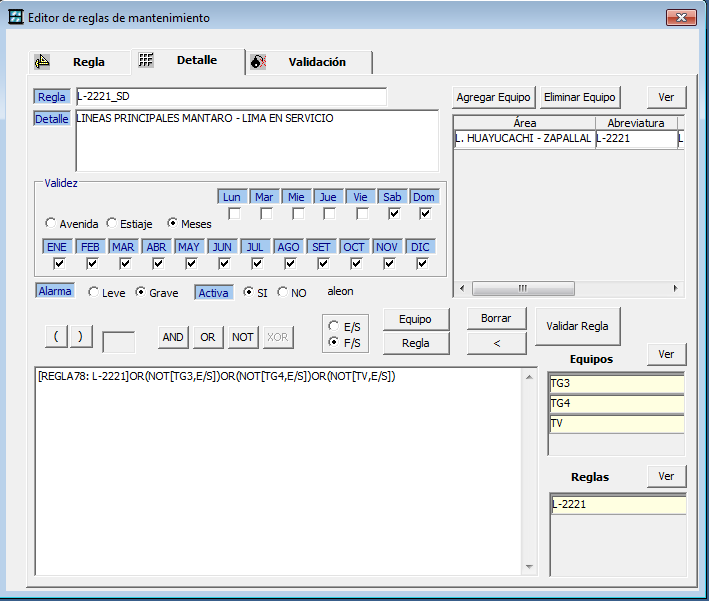 Editor de reglas de mantenimiento
Regla
Detalle
Validación
Regla
L-2221_SD
Detalle
LINEAS PRINCIPALES MANTARO - LIMA EN SERVICIO
Agregar Equipo
Eliminar Equipo
Ver
Área
Abreviatura
L. HUAYUCACHI - ZAPALLAL
L-2221
L
Validez
Lun
Mar
Mie
Jue
Vie
Sab
Dom
Avenida
Estiaje
Meses
ENE
FEB
MAR
ABR
MAY
JUN
JUL
AGO
SET
OCT
NOV
DIC
Alarma
Leve
Grave
Activa
SI
NO
aleon
(
)
AND
OR
NOT
XOR
E/S
F/S
Equipo
Regla
Borrar
<
Validar Regla
Equipos
Ver
[REGLA78: L-2221]OR(NOT[TG3,E/S])OR(NOT[TG4,E/S])OR(NOT[TV,E/S])
TG3
TG4
TV
Reglas
Ver
L-2221